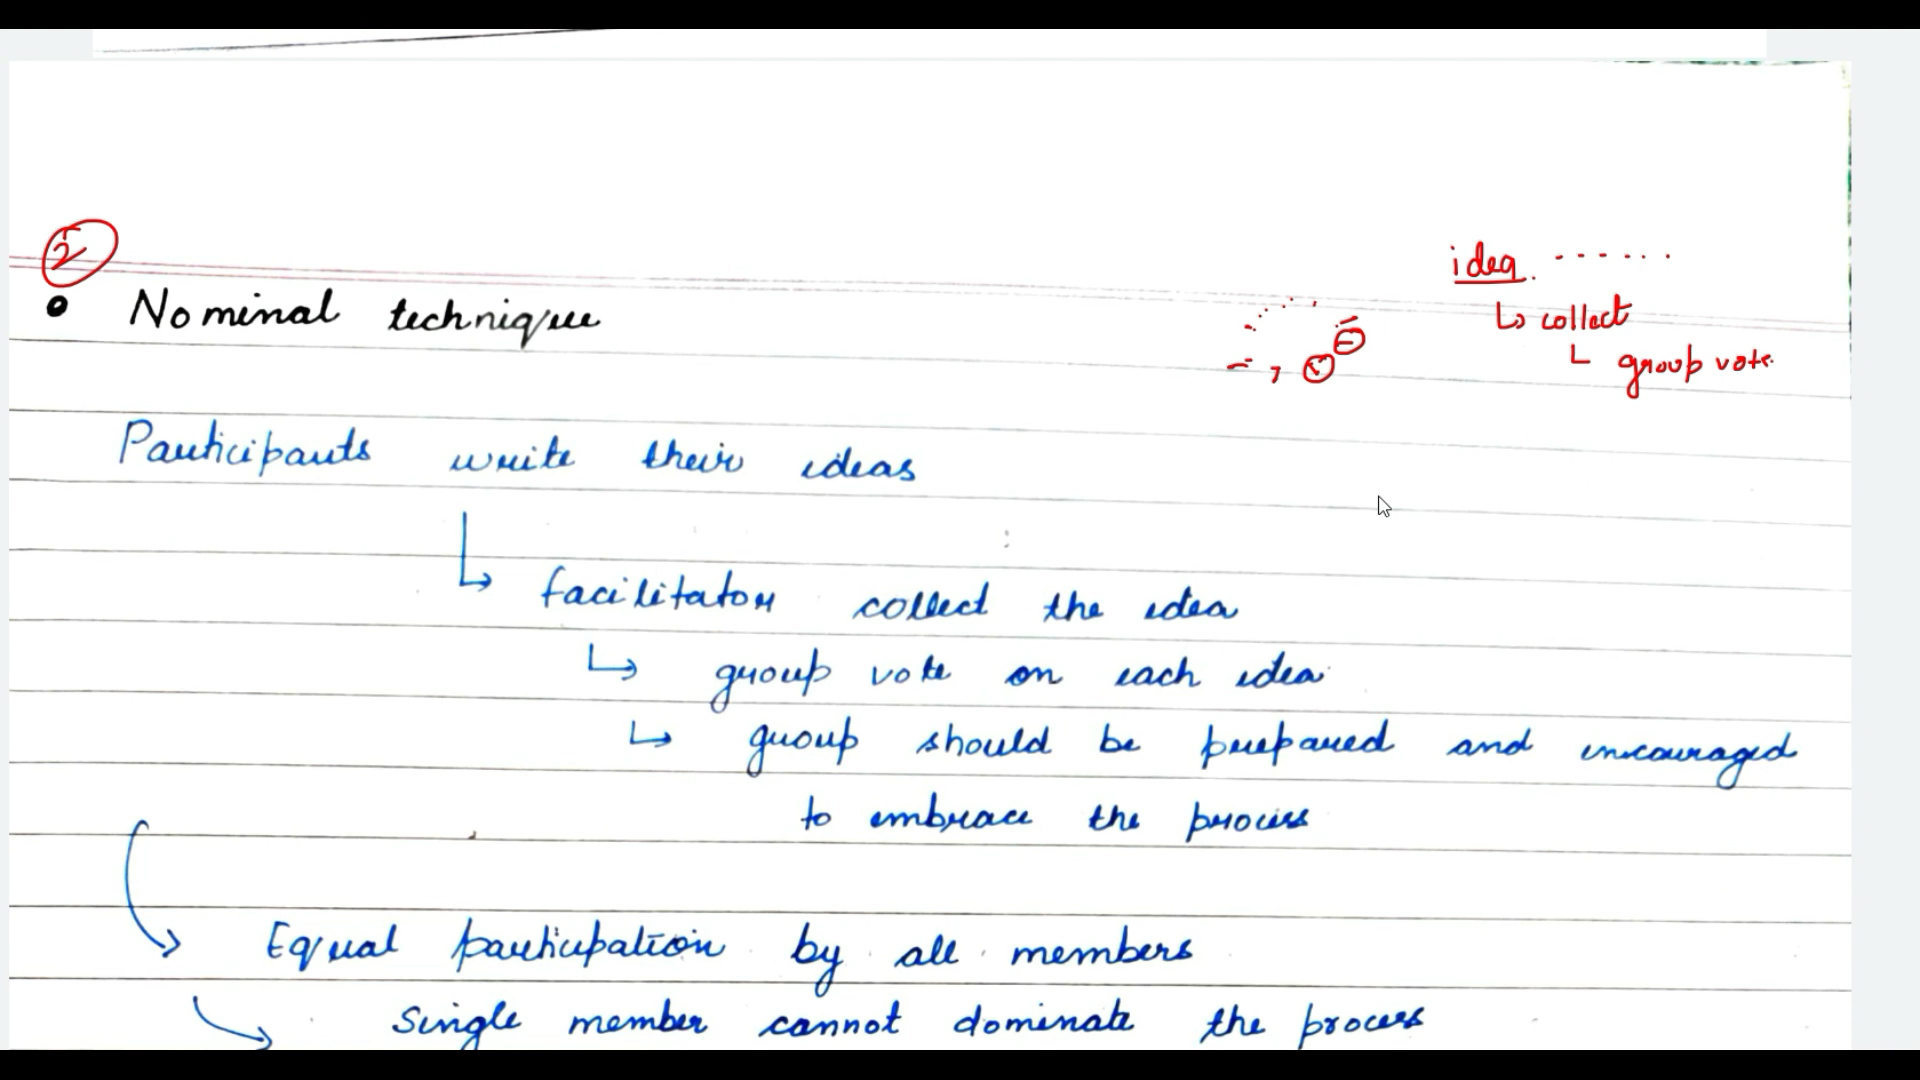 2
idea ......
↳ collect
└ group vote.
• Nominal technique
Participants write their ideas
↳ facilitator collect the idea
↳ group vote on each idea
↳ group should be prepared and encouraged
to embrace the process
Equal participation by all members
Single member cannot dominate the process